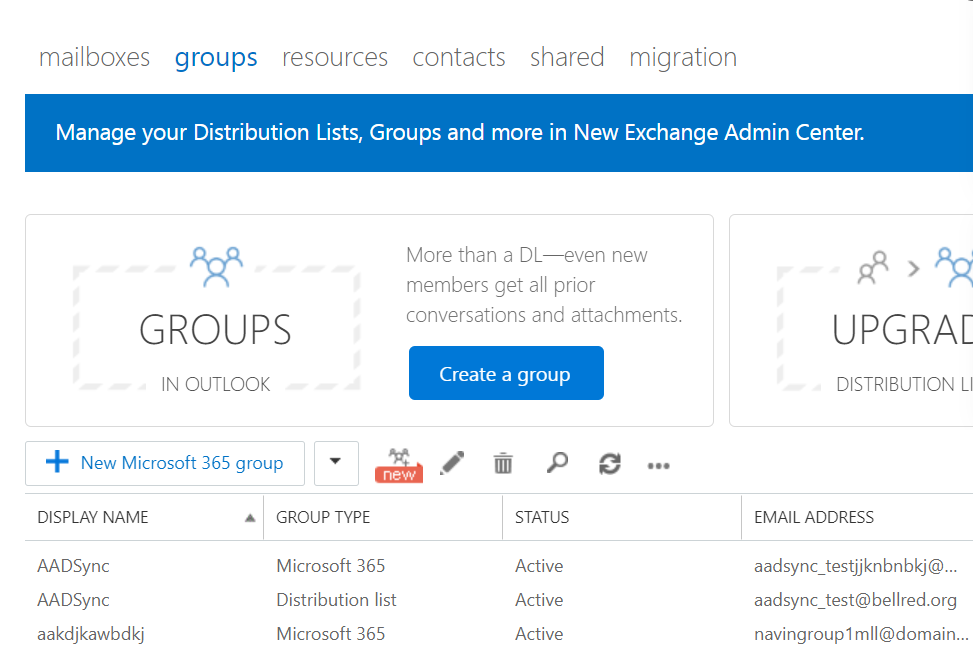 mailboxes groups resources contacts shared migration
Manage your Distribution Lists, Groups and more in New Exchange Admin Center.
GROUPS
IN OUTLOOK
More than a DL—even new
members get all prior
conversations and attachments.
Create a group
UPGRAD
DISTRIBUTION LI
New Microsoft 365 group
new
DISPLAY NAME GROUP TYPE STATUS EMAIL ADDRESS
AADSync Microsoft 365 Active aadsync_testjjknbnbkj@...
AADSync Distribution list Active aadsync_test@bellred.org
aakdjkawbdkj Microsoft 365 Active navingroup1mll@domain...